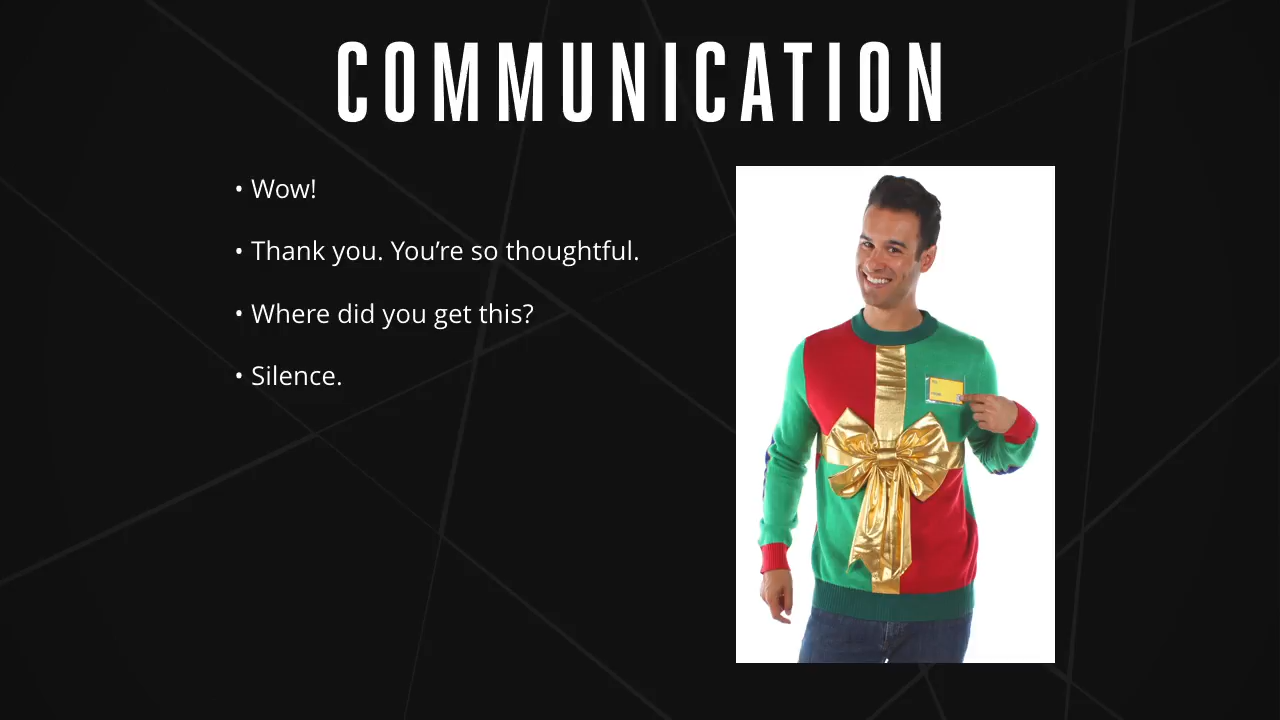 COMMUNICATION
• Wow!
• Thank you. You’re so thoughtful.
• Where did you get this?
• Silence.